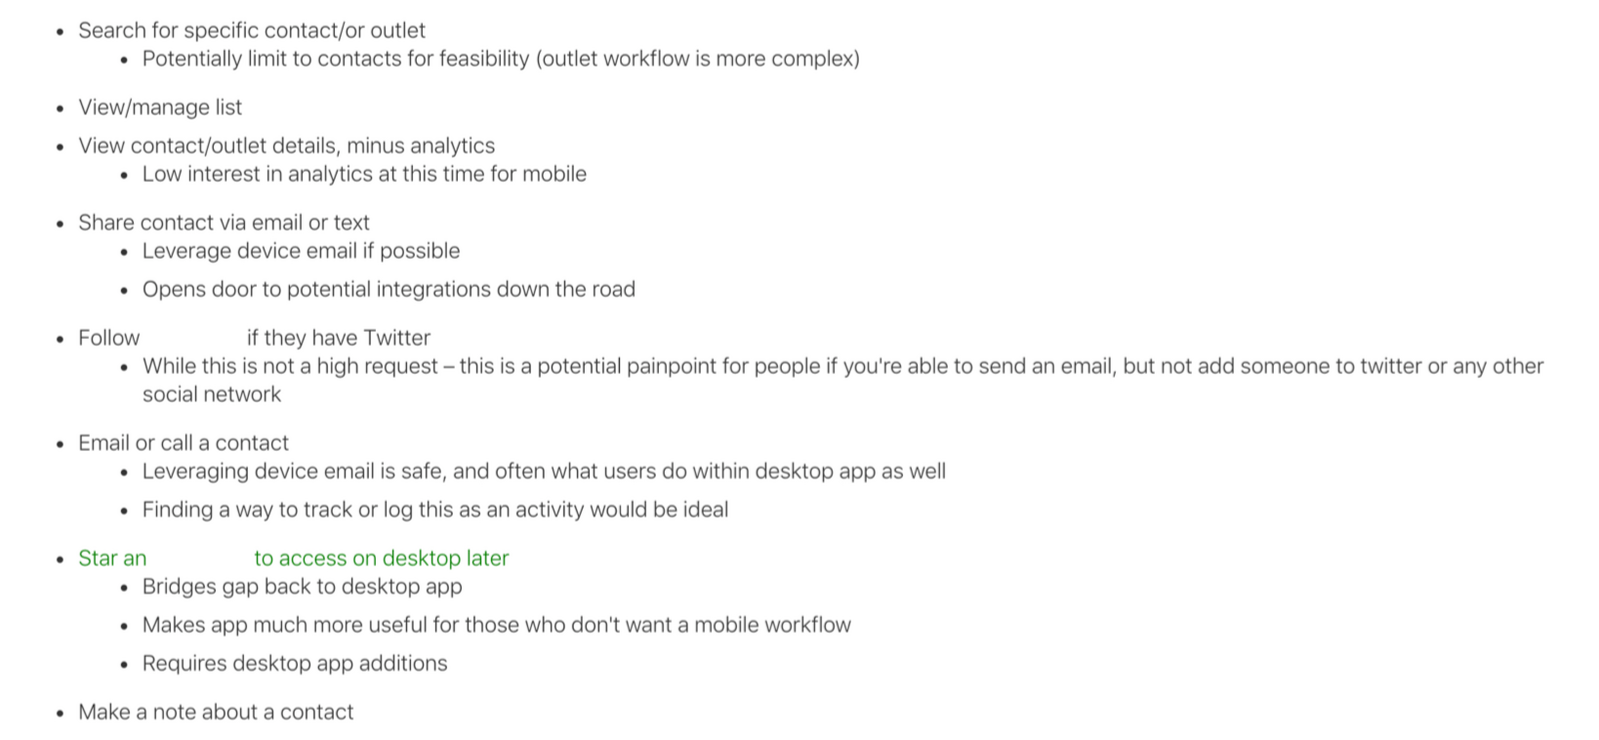 • Search for specific contact/or outlet
• Potentially limit to contacts for feasibility (outlet workflow is more complex)
• View/manage list
• View contact/outlet details, minus analytics
• Low interest in analytics at this time for mobile
• Share contact via email or text
• Leverage device email if possible
• Opens door to potential integrations down the road
• Follow if they have Twitter
• While this is not a high request – this is a potential painpoint for people if you're able to send an email, but not add someone to twitter or any other
social network
• Email or call a contact
• Leveraging device email is safe, and often what users do within desktop app as well
• Finding a way to track or log this as an activity would be ideal
• Star an to access on desktop later
• Bridges gap back to desktop app
• Makes app much more useful for those who don't want a mobile workflow
• Requires desktop app additions
• Make a note about a contact